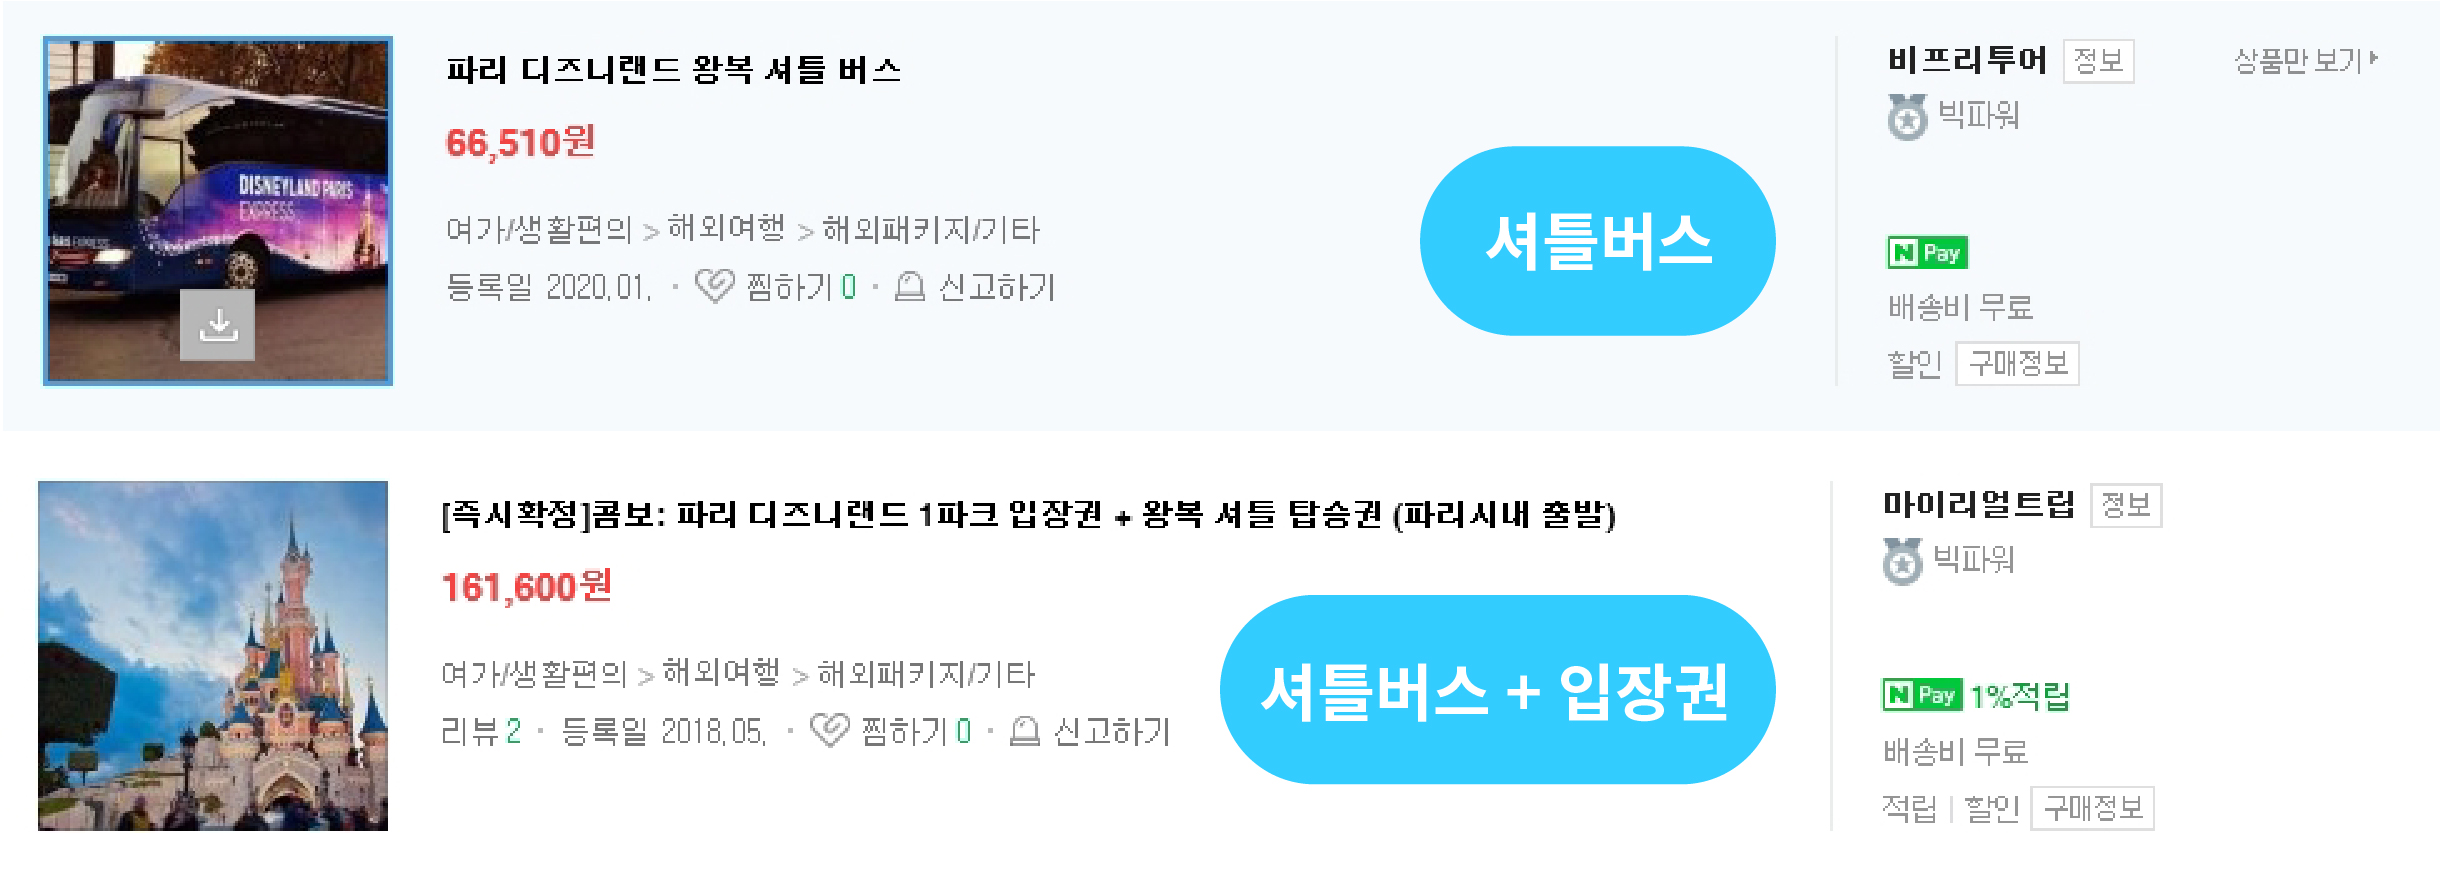 파리 디즈니랜드 왕복 셔틀 버스
66,510원
여가/생활편의 > 해외여행 > 해외패키지/기타
등록일 2020.01. · 찜하기 0 · 신고하기
셔틀버스
비프리투어 정보 상품만 보기
빅파워
N Pay
배송비 무료
할인 구매정보
DISNEYLAND PARIS
EXPRESS
[즉시확정]콤보: 파리 디즈니랜드 1파크 입장권 + 왕복 셔틀 탑승권 (파리시내 출발)
161,600원
여가/생활편의 > 해외여행 > 해외패키지/기타
리뷰 2 · 등록일 2018.05. · 찜하기 0 · 신고하기
셔틀버스 + 입장권
마이리얼트립 정보
빅파워
N Pay 1%적립
배송비 무료
적립 | 할인 구매정보